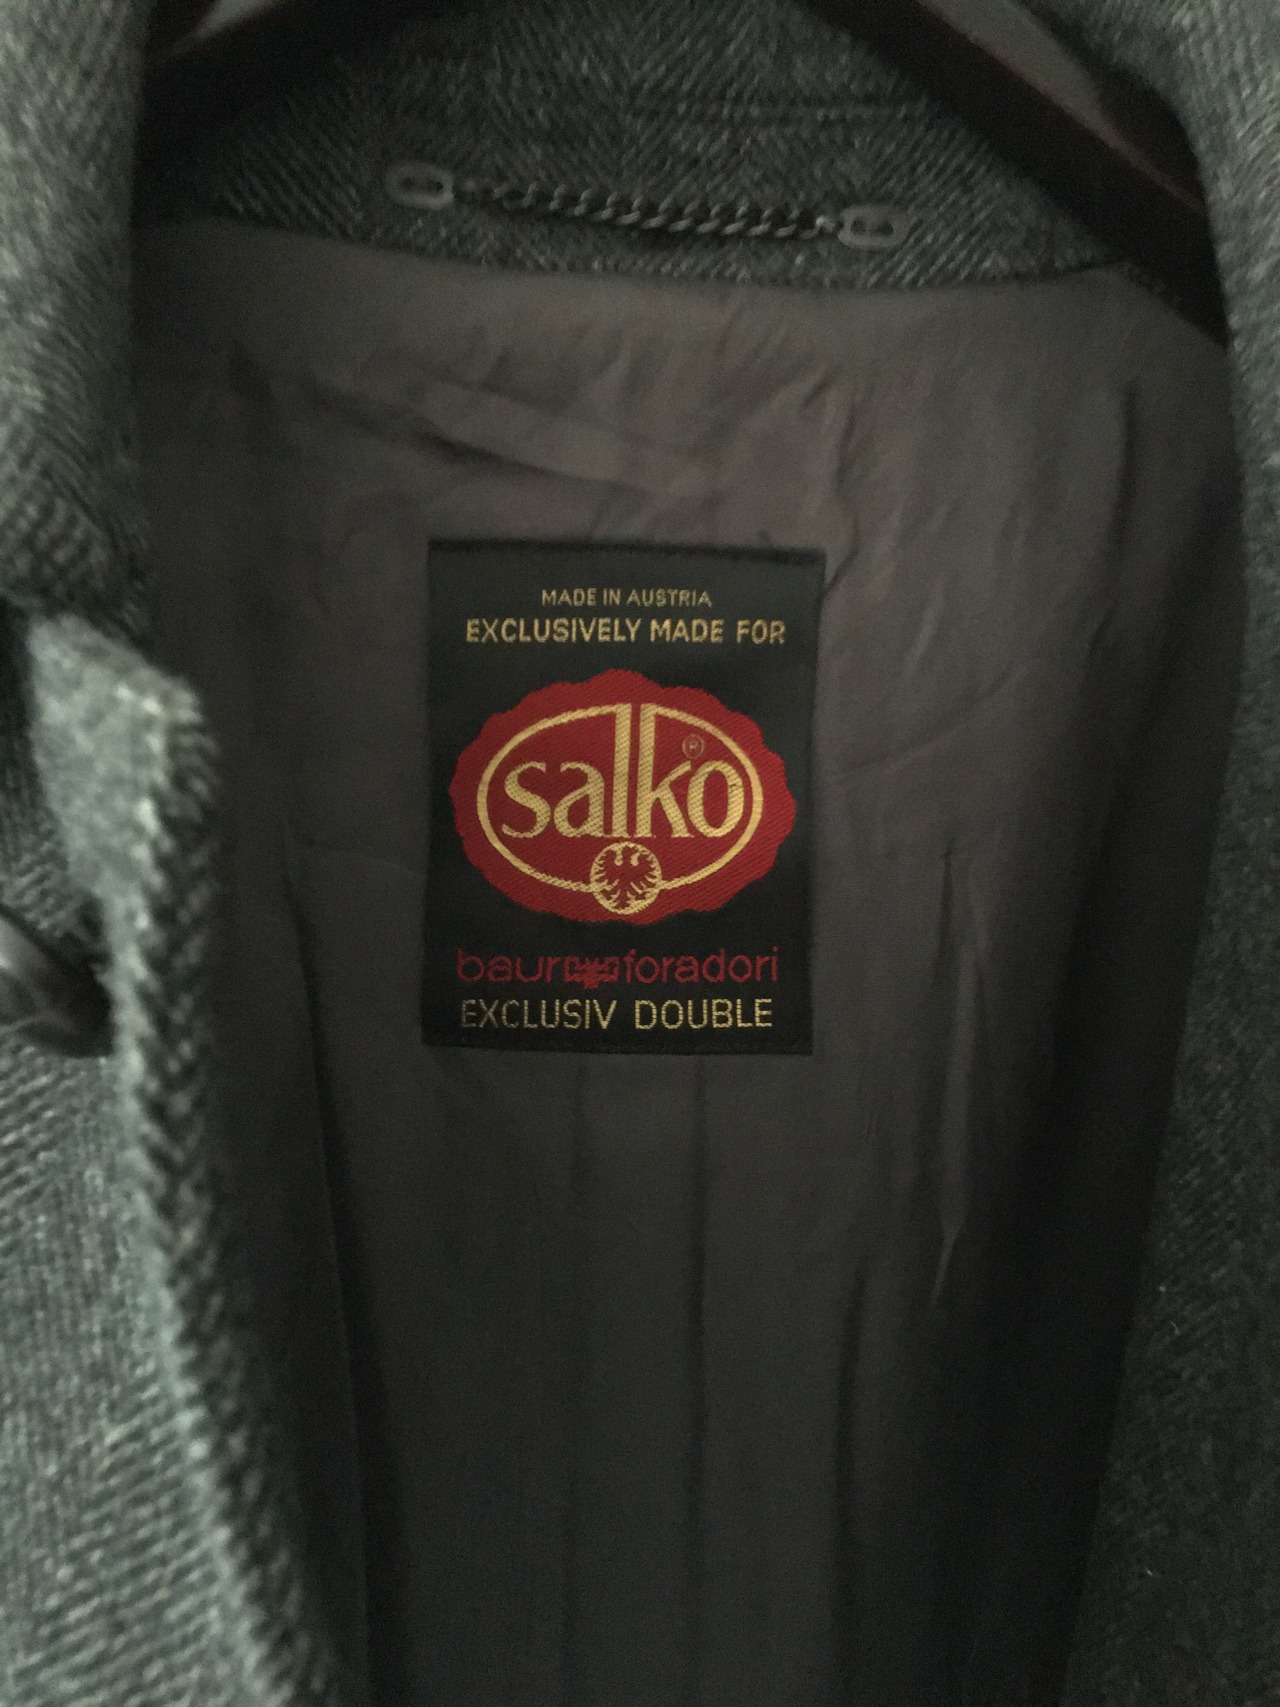 MADE IN AUSTRIA
EXCLUSIVELY MADE FOR
salko ®
baur foradori
EXCLUSIV DOUBLE